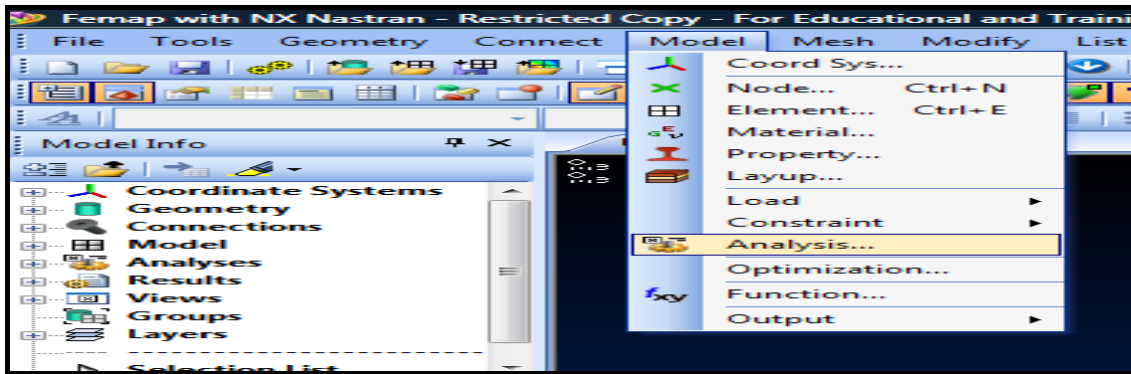 Femap with NX Nastran - Restricted Copy - For Educational and Traini
File Tools Geometry Connect Model Mesh Modify List
Coord Sys...
Node... Ctrl+N
Element... Ctrl+E
Material...
Property...
Layup...
Load
Constraint
Analysis...
Optimization...
Function...
Output
Model Info
Coordinate Systems
Geometry
Connections
Model
Analyses
Results
Views
Groups
Layers
Selection List